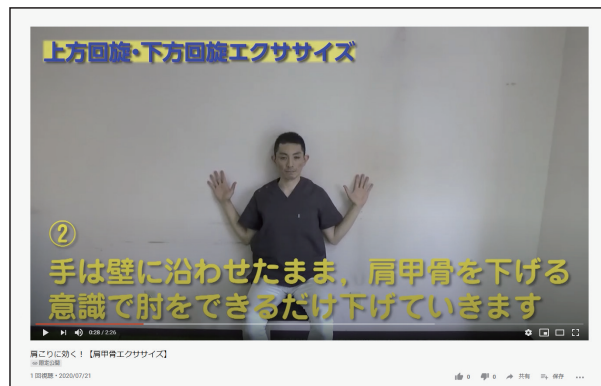 上方回旋・下方回旋エクササイズ
②
手は壁に沿わせたまま，肩甲骨を下げる
意識で肘をできるだけ下げていきます
0:28 / 2:26
肩こりに効く！【肩甲骨エクササイズ】
限定公開
1 回視聴・2020/07/21
0
0
共有
保存